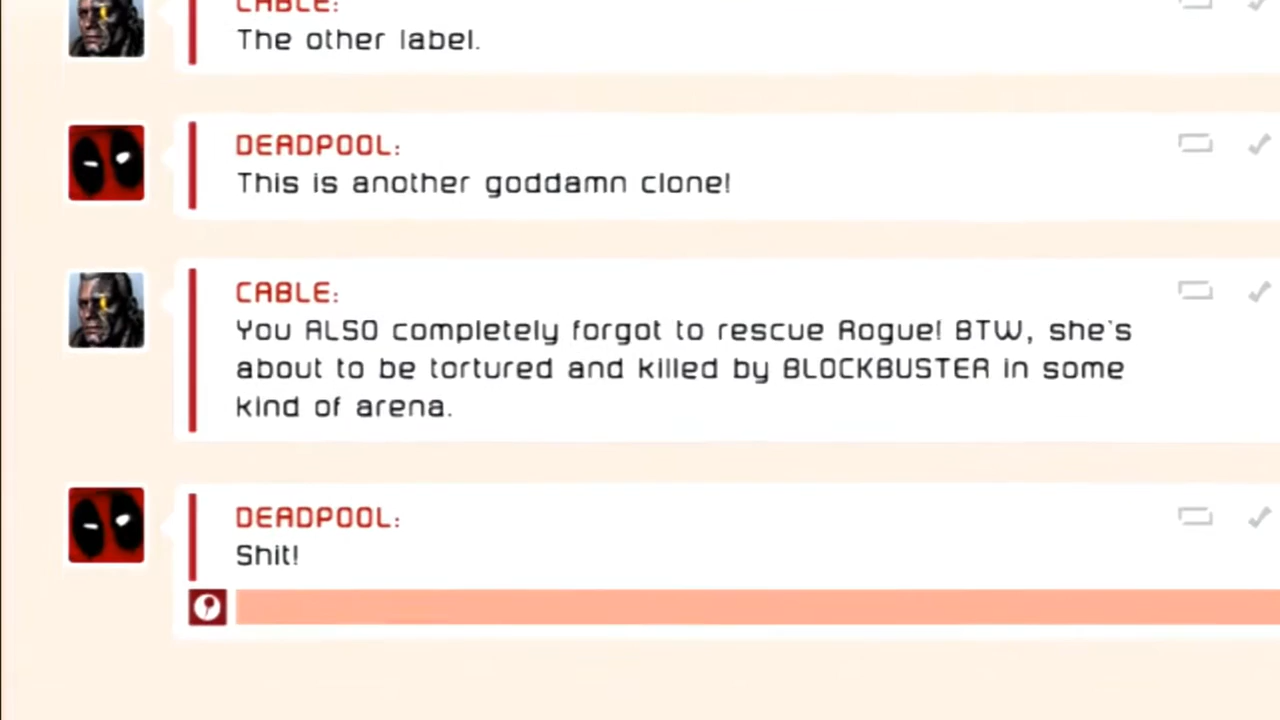 CABLE:
The other label.
DEADPOOL:
This is another goddamn clone!
CABLE:
You ALSO completely forgot to rescue Rogue! BTW, she's
about to be tortured and killed by BLOCKBUSTER in some
kind of arena.
DEADPOOL:
Shit!